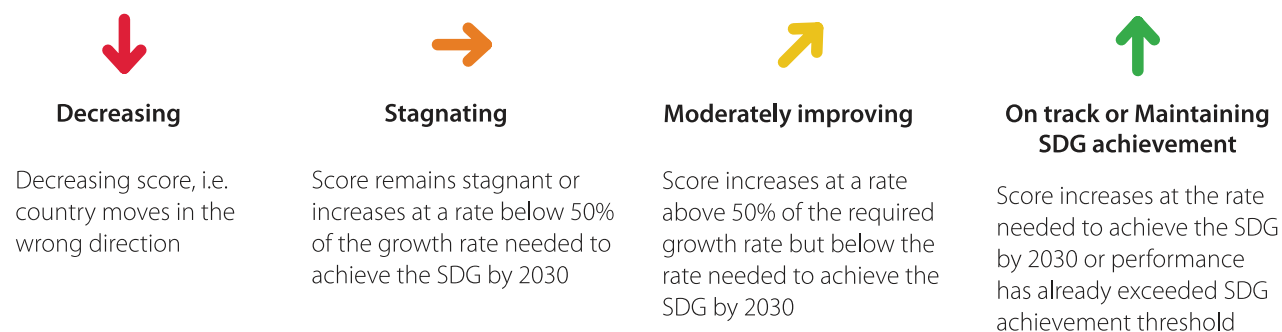 Decreasing
Decreasing score, i.e.
country moves in the
wrong direction
Stagnating
Score remains stagnant or
increases at a rate below 50%
of the growth rate needed to
achieve the SDG by 2030
Moderately improving
Score increases at a rate
above 50% of the required
growth rate but below the
rate needed to achieve the
SDG by 2030
On track or Maintaining
SDG achievement
Score increases at the rate
needed to achieve the SDG
by 2030 or performance
has already exceeded SDG
achievement threshold